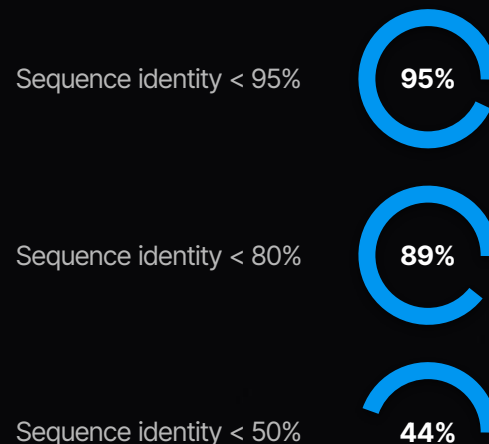 Sequence identity < 95% 95%
Sequence identity < 80% 89%
Sequence identity < 50% 44%